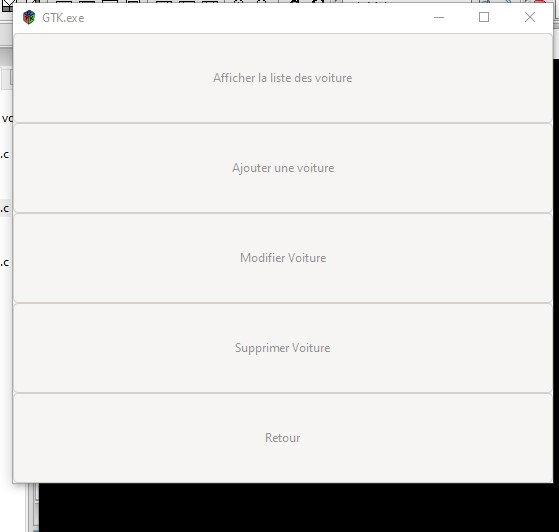 GTK.exe
Afficher la liste des voiture
Ajouter une voiture
Modifier Voiture
Supprimer Voiture
Retour
.c
.c
.c